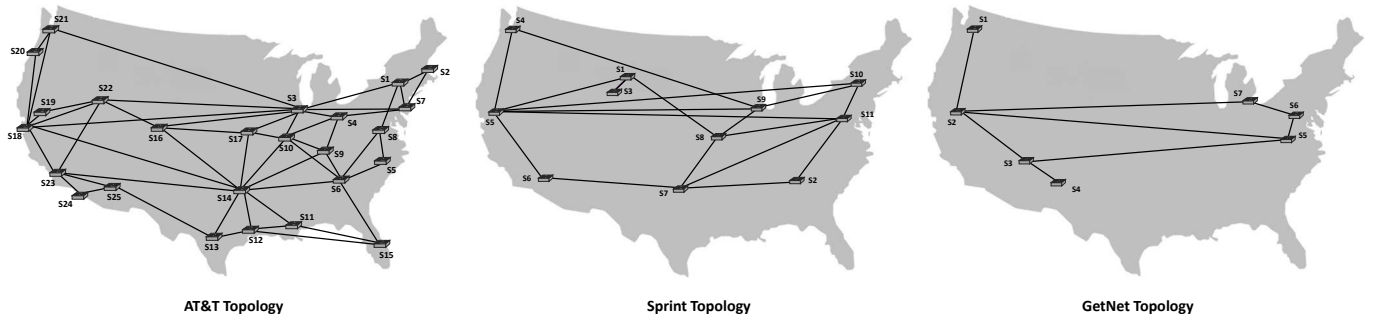 S21
S20
S22
S19
S18
S16
S17
S3
S1
S2
S7
S4
S10
S8
S9
S5
S6
S23
S24
S25
S14
S13
S12
S11
S15
AT&T Topology
S4
S1
S3
S5
S9
S10
S11
S8
S6
S7
S2
Sprint Topology
S1
S2
S7
S6
S5
S3
S4
GetNet Topology